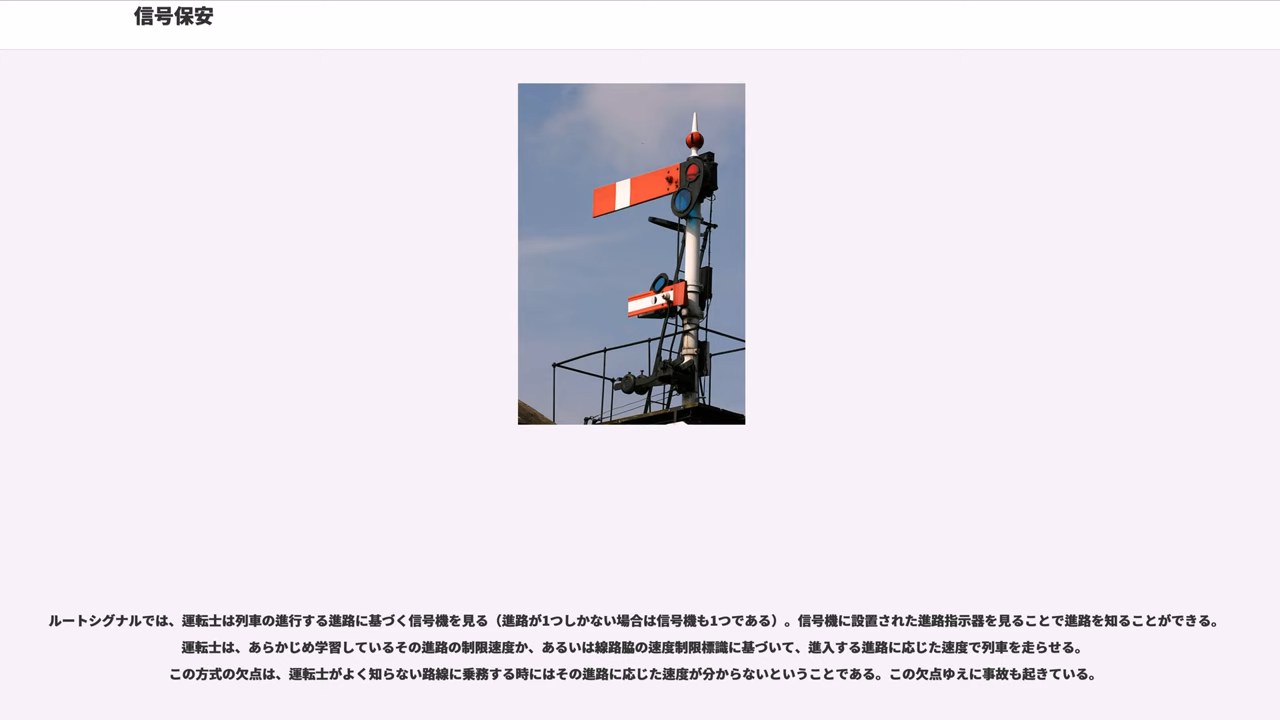 信号保安
ルートシグナルでは、運転士は列車の進行する進路に基づく信号機を見る（進路が1つしかない場合は信号機も1つである）。信号機に設置された進路指示器を見ることで進路を知ることができる。
運転士は、あらかじめ学習しているその進路の制限速度か、あるいは線路脇の速度制限標識に基づいて、進入する進路に応じた速度で列車を走らせる。
この方式の欠点は、運転士がよく知らない路線に乗務する時にはその進路に応じた速度が分からないということである。この欠点ゆえに事故も起きている。